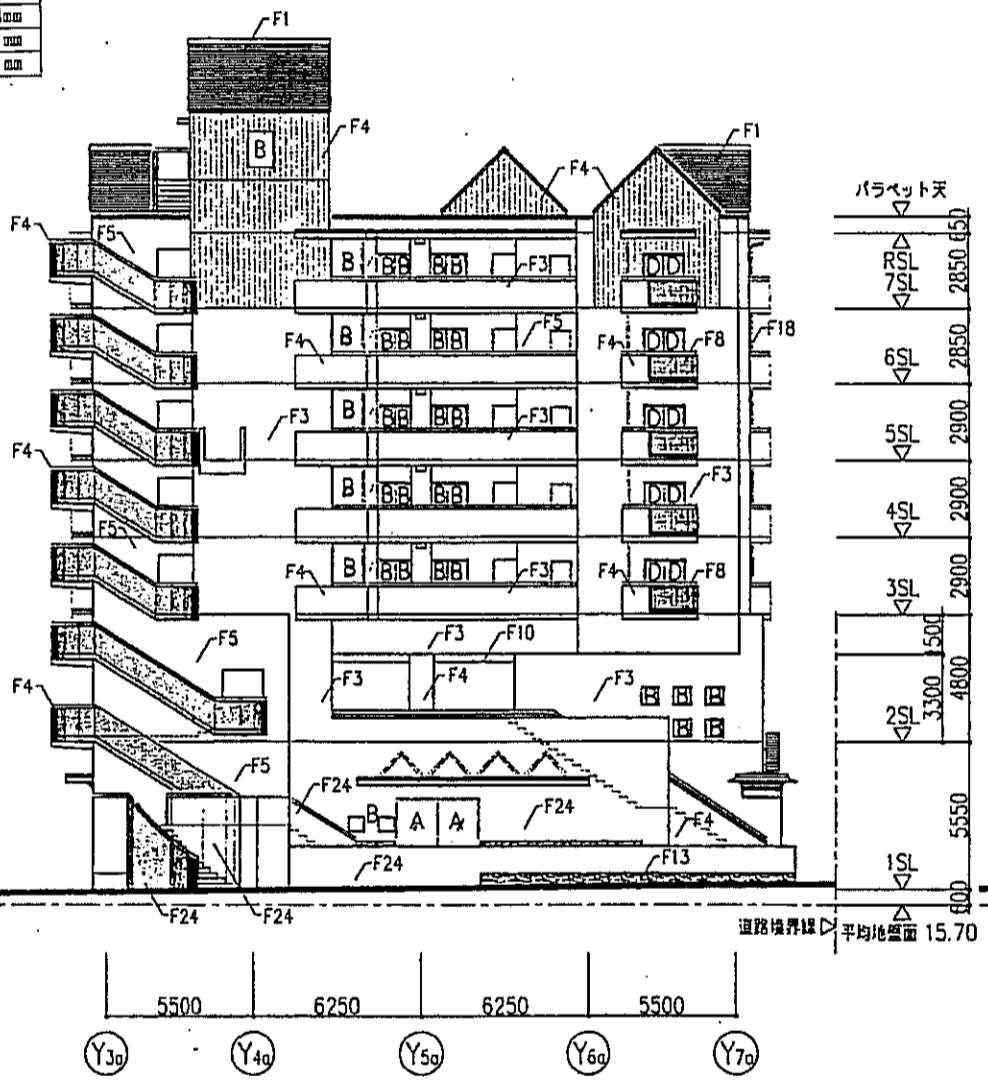 F1
F4
B
F1
F4
パラペット天
650
F4
F5
RSL
2850
B BB BB
DD
F3
7SL
F5
F8
F18
F4
F4
6SL
2850
B BB BB
DD
F3
F3
5SL
2900
B BB BB
DD
F4
F3
4SL
2900
B BB BB
DD
F5
F4
F3
F4
F8
3SL
2900
B BB BB
DD
1500
F5
F3
F10
F3
F4
F3
B B B
B B
4800
3300
F4
2SL
F5
F24
B
A A
F24
F4
5550
F24
F13
1SL
600
F24
F24
道路境界線
平均地盤面 15.70
5500
6250
6250
5500
Y3a
Y4a
Y5a
Y6a
Y7a